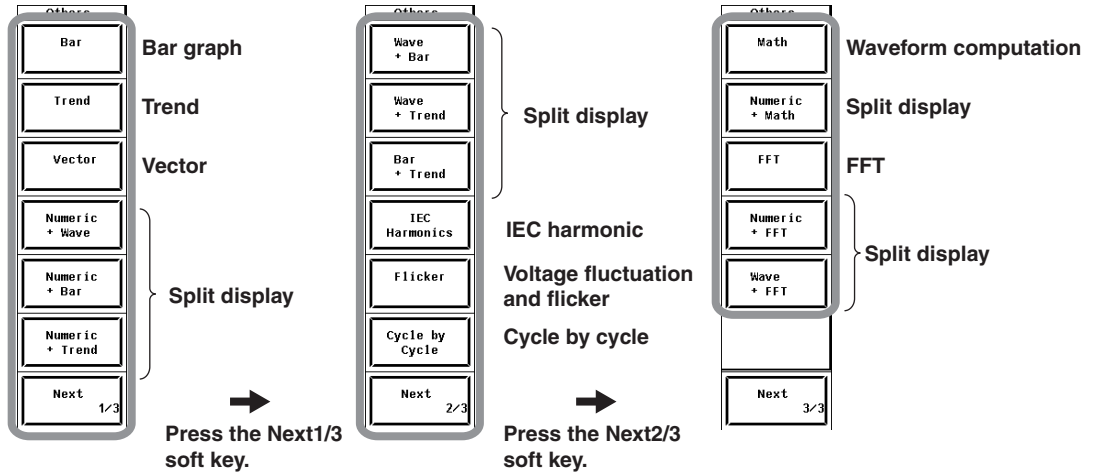 Others
Bar
Bar graph
Trend
Trend
Vector
Vector
Numeric
+ Wave
Numeric
+ Bar
Numeric
+ Trend
Split display
Next
1/3
Press the Next1/3
soft key.
Others
Wave
+ Bar
Wave
+ Trend
Bar
+ Trend
Split display
IEC
Harmonics
IEC harmonic
Flicker
Voltage fluctuation
and flicker
Cycle by
Cycle
Cycle by cycle
Next
2/3
Press the Next2/3
soft key.
Others
Math
Waveform computation
Numeric
+ Math
Split display
FFT
FFT
Numeric
+ FFT
Wave
+ FFT
Split display
Next
3/3